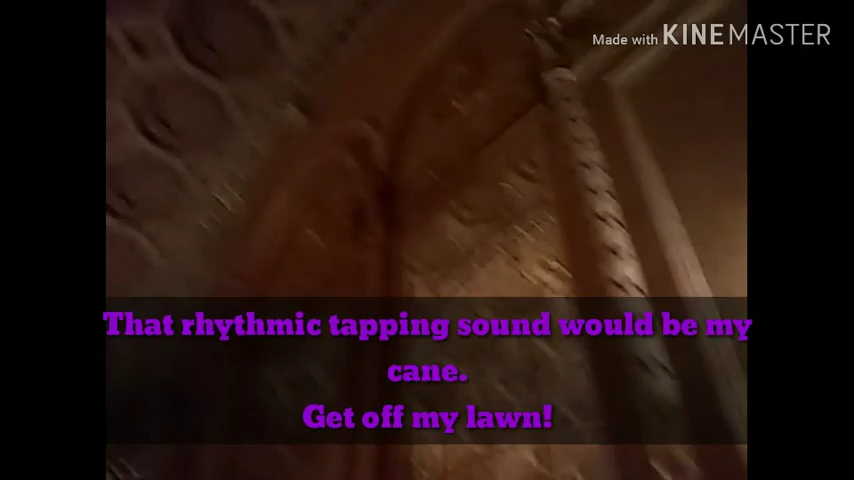 Made with KINEMASTER
That rhythmic tapping sound would be my
cane.
Get off my lawn!